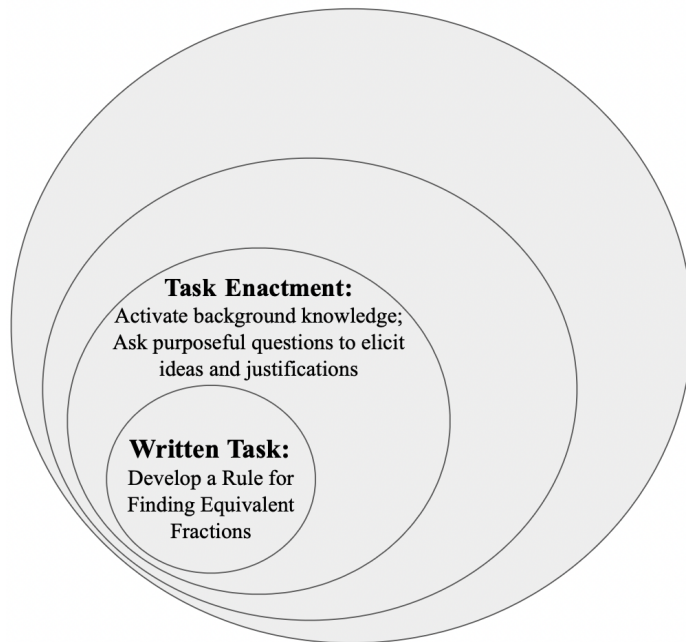 Task Enactment:
Activate background knowledge;
Ask purposeful questions to elicit
ideas and justifications
Written Task:
Develop a Rule for
Finding Equivalent
Fractions